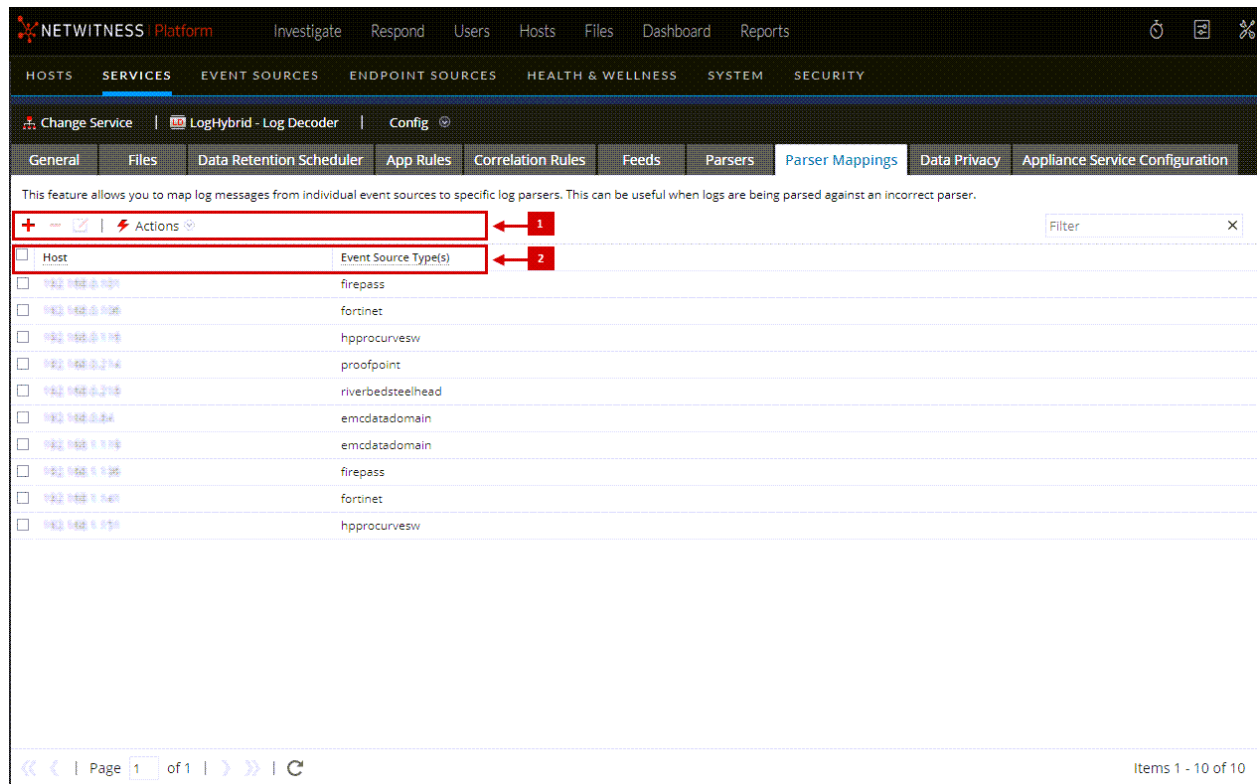 NETWITNESS Platform Investigate Respond Users Hosts Files Dashboard Reports
HOSTS SERVICES EVENT SOURCES ENDPOINT SOURCES HEALTH & WELLNESS SYSTEM SECURITY
Change Service | LD LogHybrid - Log Decoder | Config
General Files Data Retention Scheduler App Rules Correlation Rules Feeds Parsers Parser Mappings Data Privacy Appliance Service Configuration
This feature allows you to map log messages from individual event sources to specific log parsers. This can be useful when logs are being parsed against an incorrect parser.
Actions 1 Filter
Host Event Source Type(s) 2
firepass
fortinet
hpprocurvesw
proofpoint
riverbedsteelhead
emcdatadomain
emcdatadomain
firepass
fortinet
hpprocurvesw
Page 1 of 1 Items 1 - 10 of 10